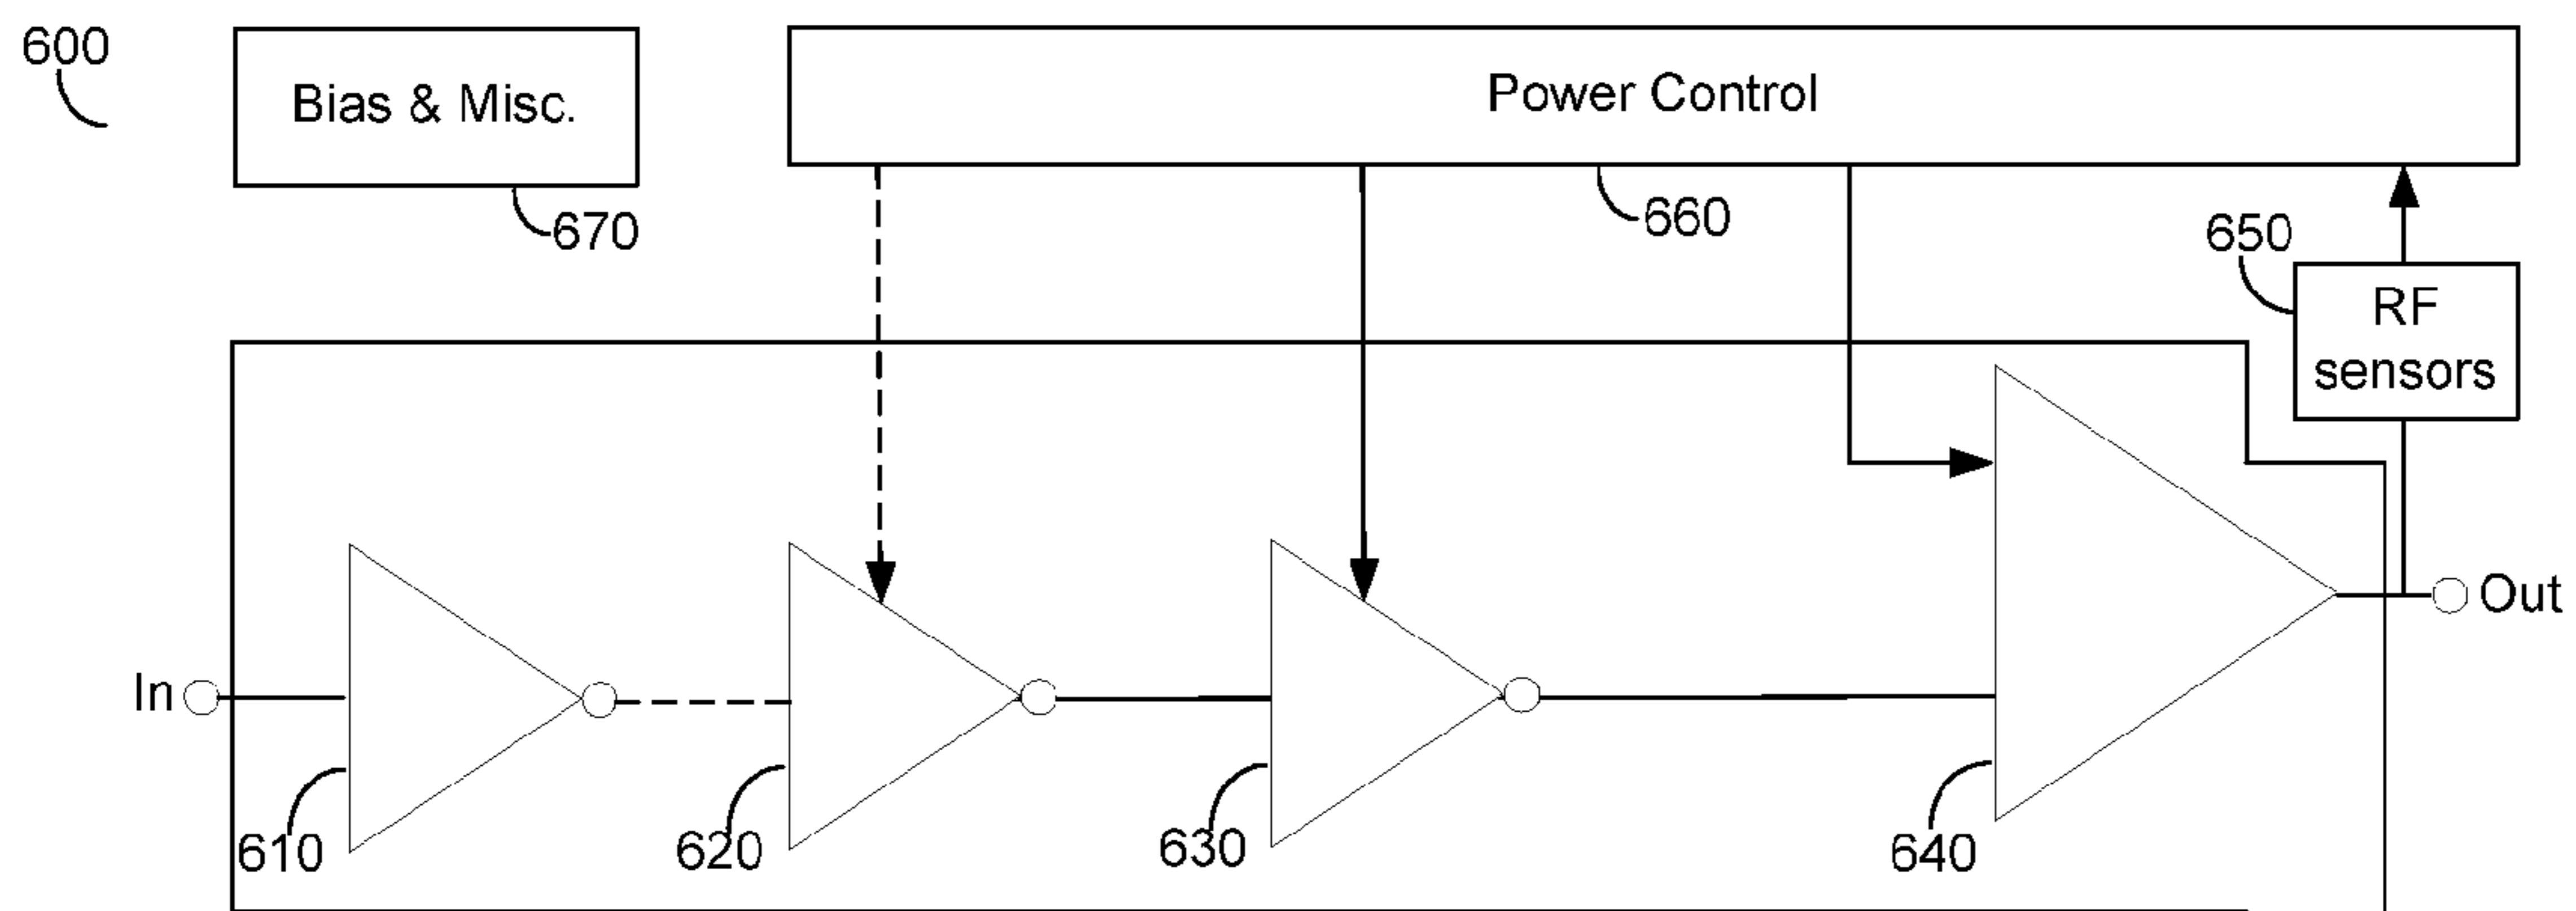 600
Bias & Misc.
Power Control
670
660
650
RF
sensors
In
Out
610
620
630
640